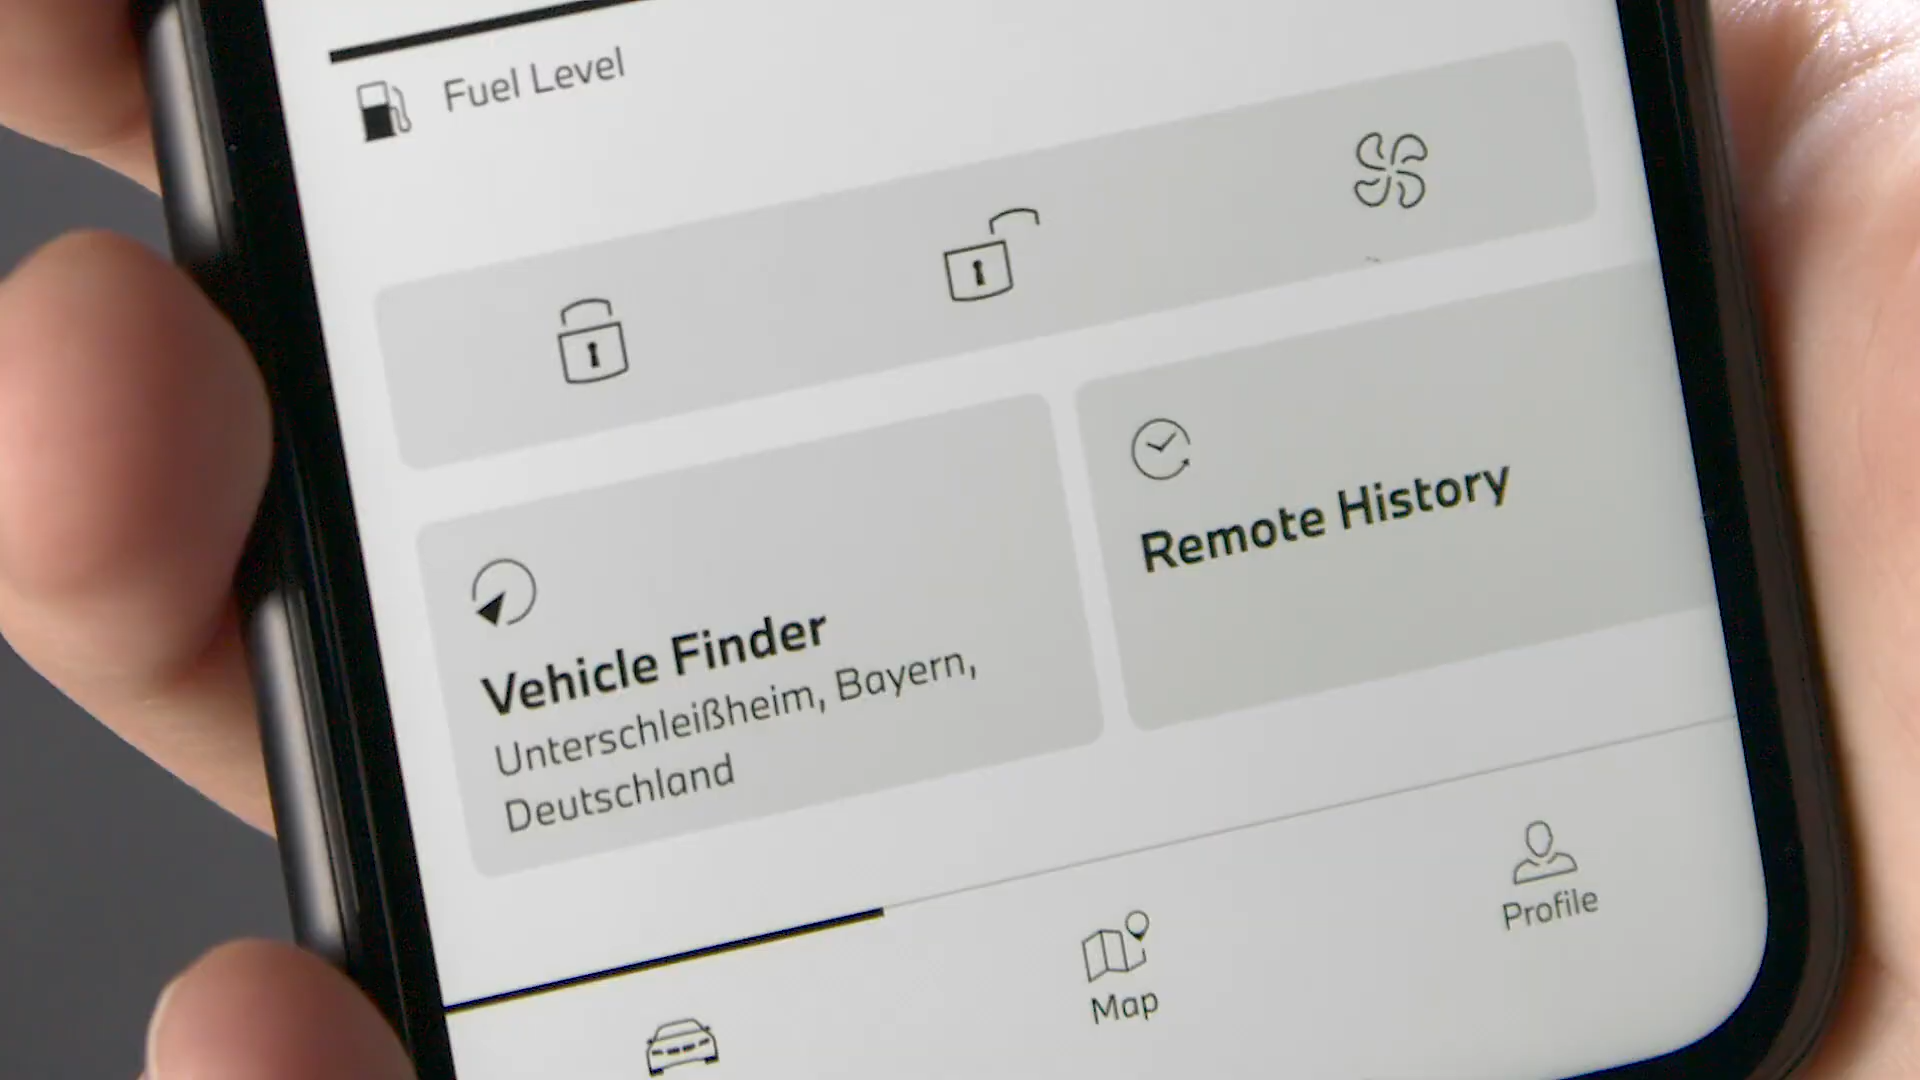 Fuel Level
Remote History
Vehicle Finder
Unterschleißheim, Bayern,
Deutschland
Map
Profile